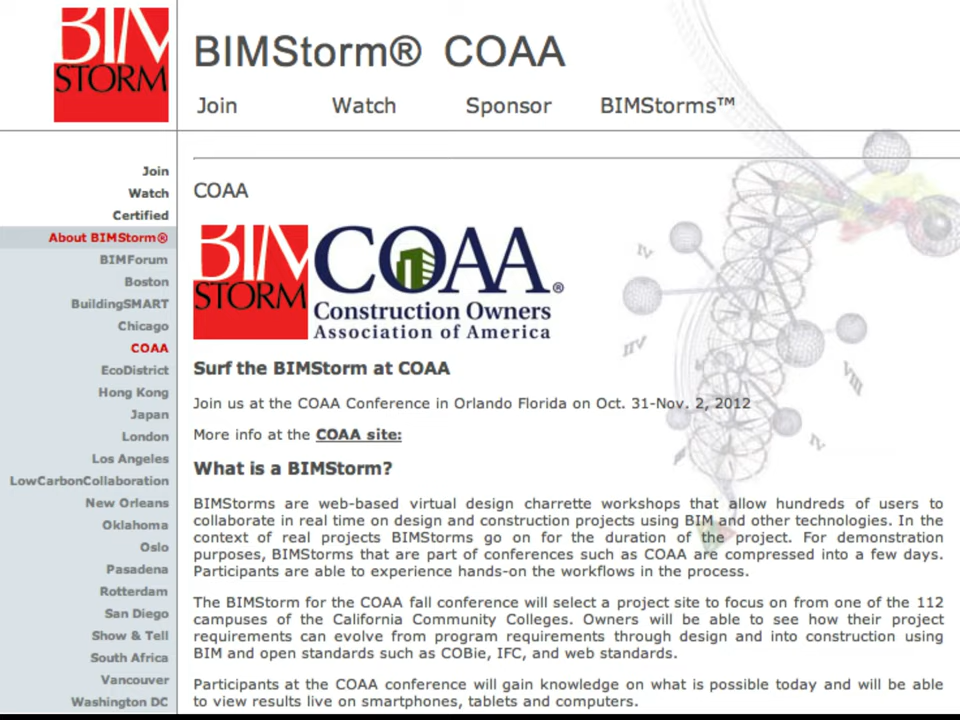 BIM
STORM
BIMStorm® COAA
Join Watch Sponsor BIMStorms™
Join
Watch
Certified
About BIMStorm®
BIMForum
Boston
BuildingSMART
Chicago
COAA
EcoDistrict
Hong Kong
Japan
London
Los Angeles
LowCarbonCollaboration
New Orleans
Oklahoma
Oslo
Pasadena
Rotterdam
San Diego
Show & Tell
South Africa
Vancouver
Washington DC
COAA
BIM
STORM
COAA®
Construction Owners
Association of America
IV
IIV
IIIV
IV
Surf the BIMStorm at COAA
Join us at the COAA Conference in Orlando Florida on Oct. 31-Nov. 2, 2012
More info at the COAA site:
What is a BIMStorm?
BIMStorms are web-based virtual design charrette workshops that allow hundreds of users to
collaborate in real time on design and construction projects using BIM and other technologies. In the
context of real projects BIMStorms go on for the duration of the project. For demonstration
purposes, BIMStorms that are part of conferences such as COAA are compressed into a few days.
Participants are able to experience hands-on the workflows in the process.
The BIMStorm for the COAA fall conference will select a project site to focus on from one of the 112
campuses of the California Community Colleges. Owners will be able to see how their project
requirements can evolve from program requirements through design and into construction using
BIM and open standards such as COBie, IFC, and web standards.
Participants at the COAA conference will gain knowledge on what is possible today and will be able
to view results live on smartphones, tablets and computers.